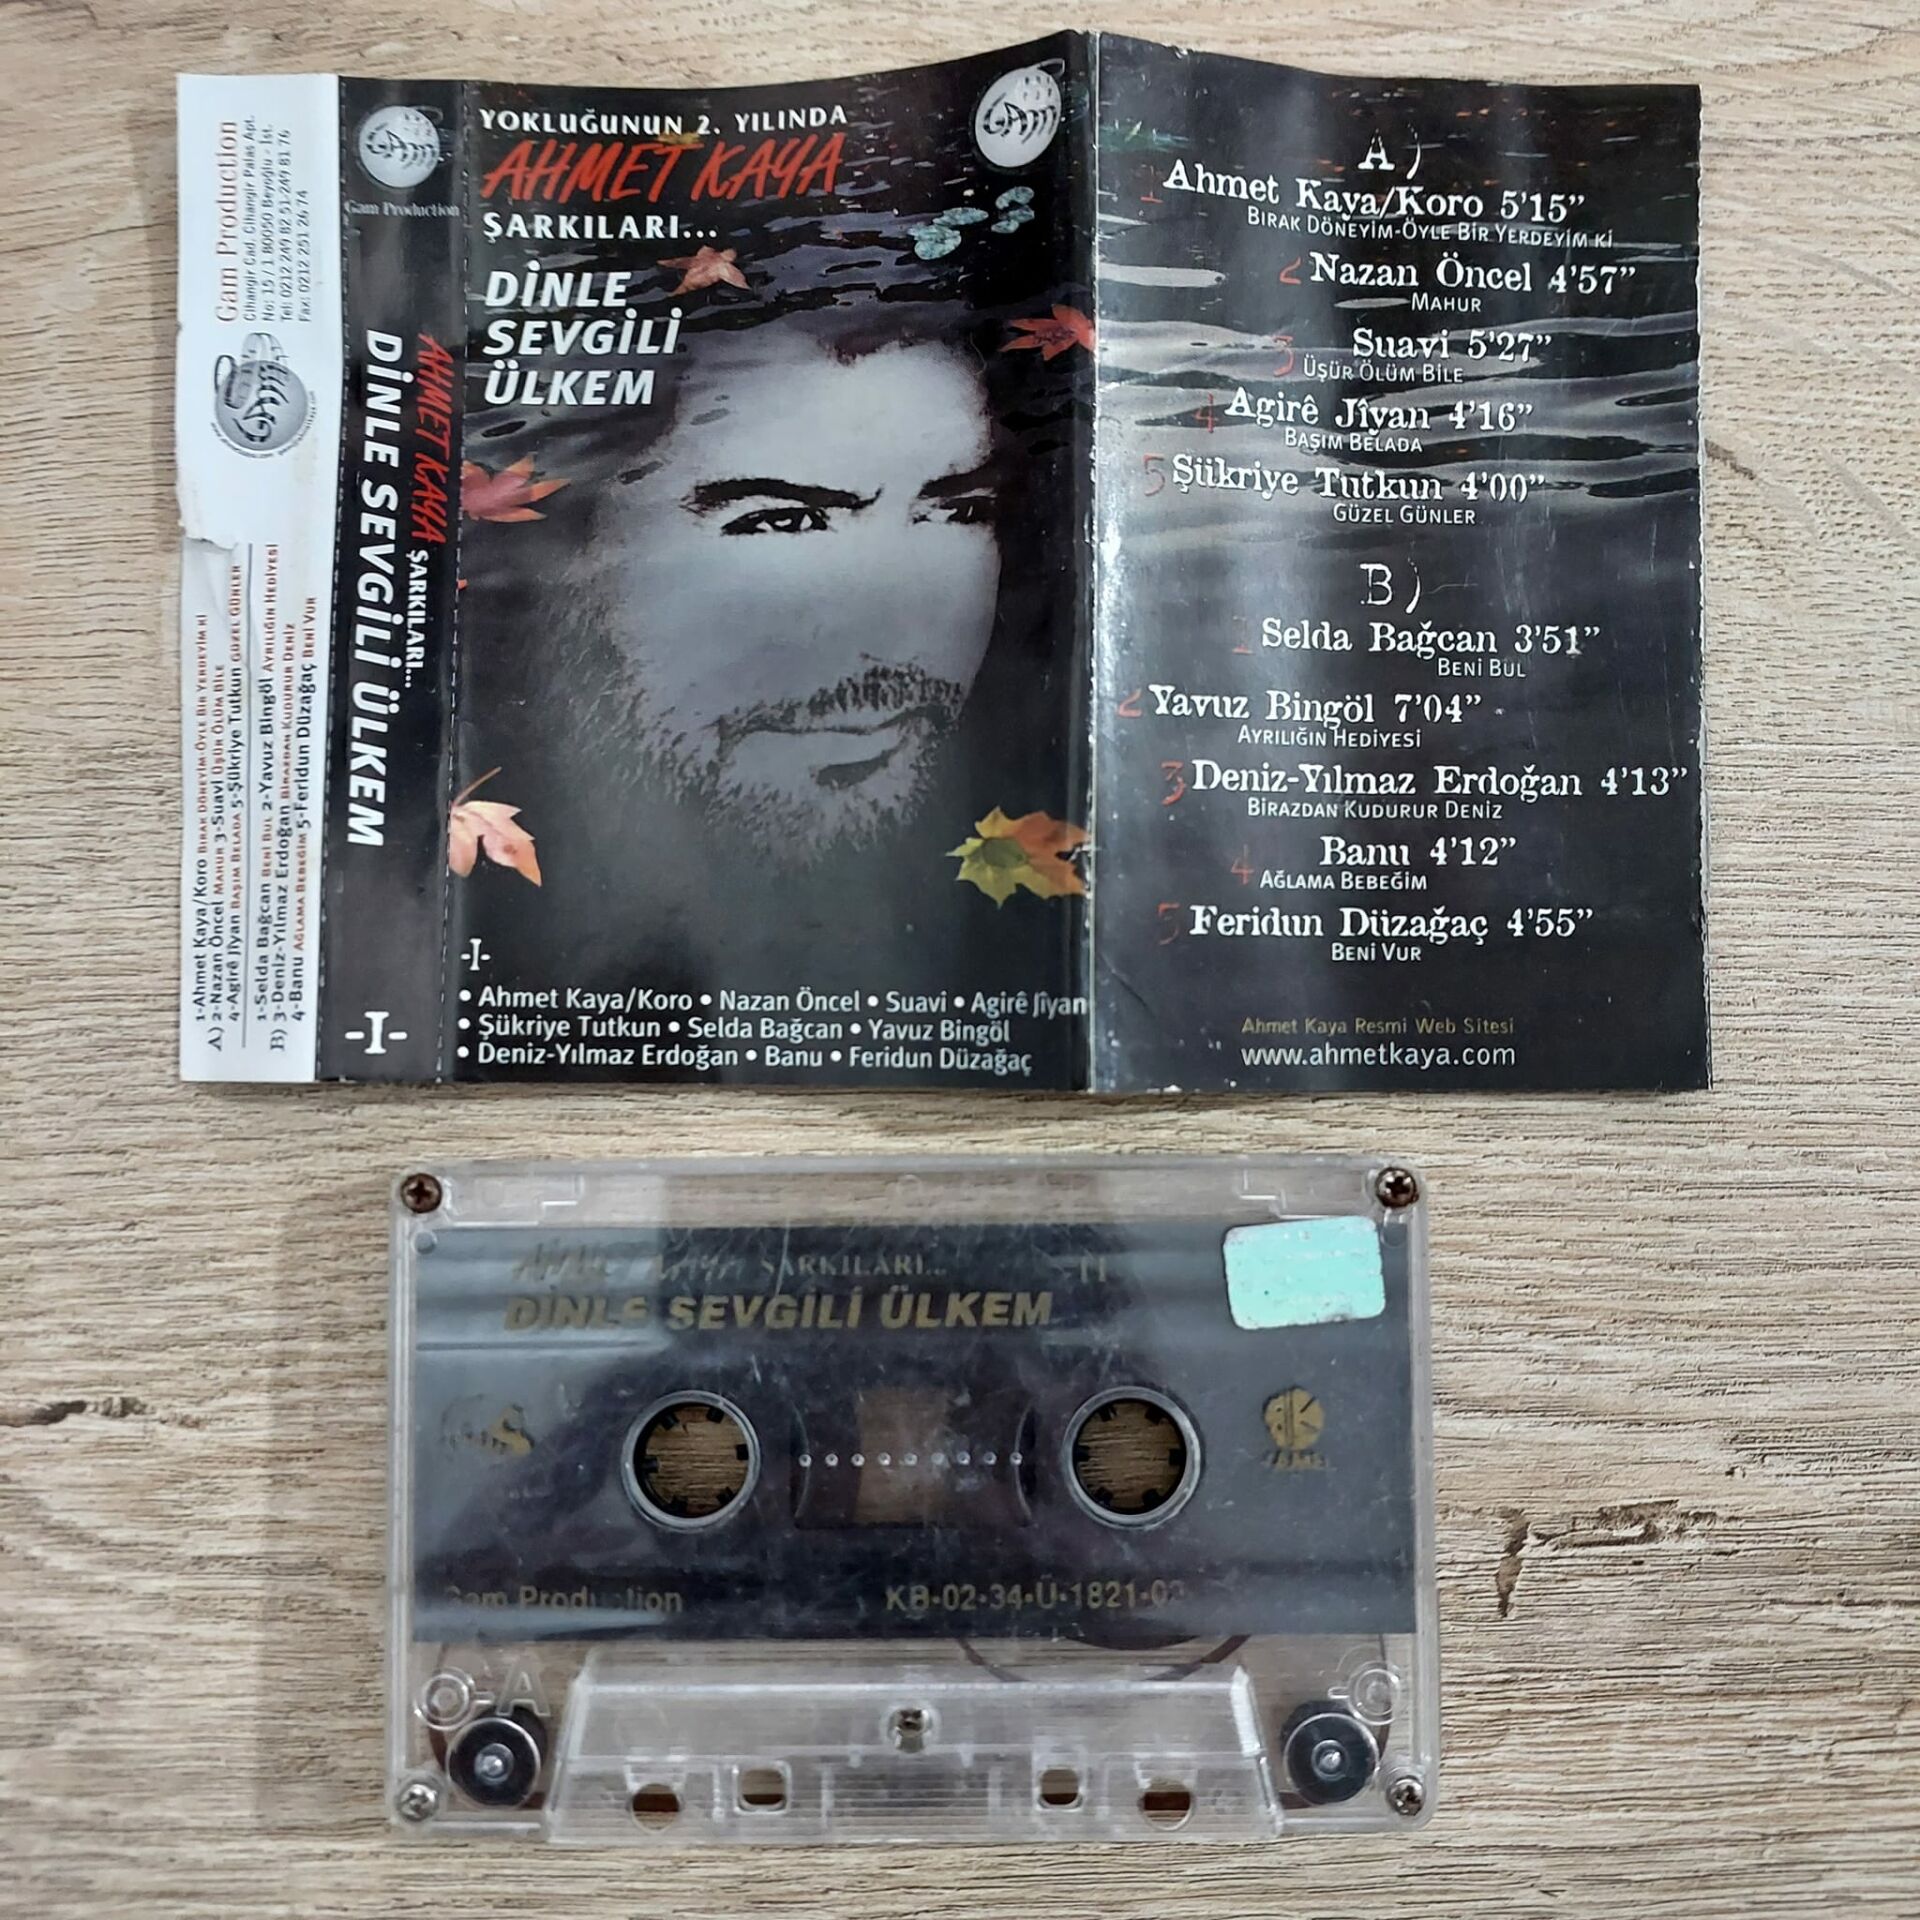 Gam Production
Cihangir Cad. Cihangir Palas Apt.
No: 15 / 1 80050 Beyoğlu - İst.
Tel: 0212 249 82 51-249 81 76
Fax: 0212 251 26 74
A) 1-Ahmet Kaya/Koro BIRAK DÖNEYİM-ÖYLE BİR YERDEYİM Kİ
2-Nazan Öncel MAHUR 3-Suavi ÜŞÜR ÖLÜM BİLE
4-Agirê Jîyan BAŞIM BELADA 5-Şükriye Tutkun GÜZEL GÜNLER
B) 1-Selda Bağcan BENİ BUL 2-Yavuz Bingöl AYRILIĞIN HEDİYESİ
3-Deniz-Yılmaz Erdoğan BİRAZDAN KUDURUR DENİZ
4-Banu AĞLAMA BEBEĞİM 5-Feridun Düzağaç BENİ VUR
GAM
Gam Production
AHMET KAYA ŞARKILARI...
DİNLE SEVGİLİ ÜLKEM
-I-
YOKLUĞUNUN 2. YILINDA
AHMET KAYA
ŞARKILARI...
DİNLE
SEVGİLİ
ÜLKEM
GAM
-I-
• Ahmet Kaya/Koro • Nazan Öncel • Suavi • Agirê Jîyan
• Şükriye Tutkun • Selda Bağcan • Yavuz Bingöl
• Deniz-Yılmaz Erdoğan • Banu • Feridun Düzağaç
A)
1 Ahmet Kaya/Koro 5'15"
BIRAK DÖNEYİM-ÖYLE BİR YERDEYİM Kİ
2 Nazan Öncel 4'57"
MAHUR
3 Suavi 5'27"
ÜŞÜR ÖLÜM BİLE
4 Agirê Jîyan 4'16"
BAŞIM BELADA
5 Şükriye Tutkun 4'00"
GÜZEL GÜNLER
B)
1 Selda Bağcan 3'51"
BENİ BUL
2 Yavuz Bingöl 7'04"
AYRILIĞIN HEDİYESİ
3 Deniz-Yılmaz Erdoğan 4'13"
BİRAZDAN KUDURUR DENİZ
4 Banu 4'12"
AĞLAMA BEBEĞİM
5 Feridun Düzağaç 4'55"
BENİ VUR
Ahmet Kaya Resmi Web Sitesi
www.ahmetkaya.com
AHMET KAYA ŞARKILARI...
DİNLE SEVGİLİ ÜLKEM
Gam Production
KB·02·34·Ü·1821·
A